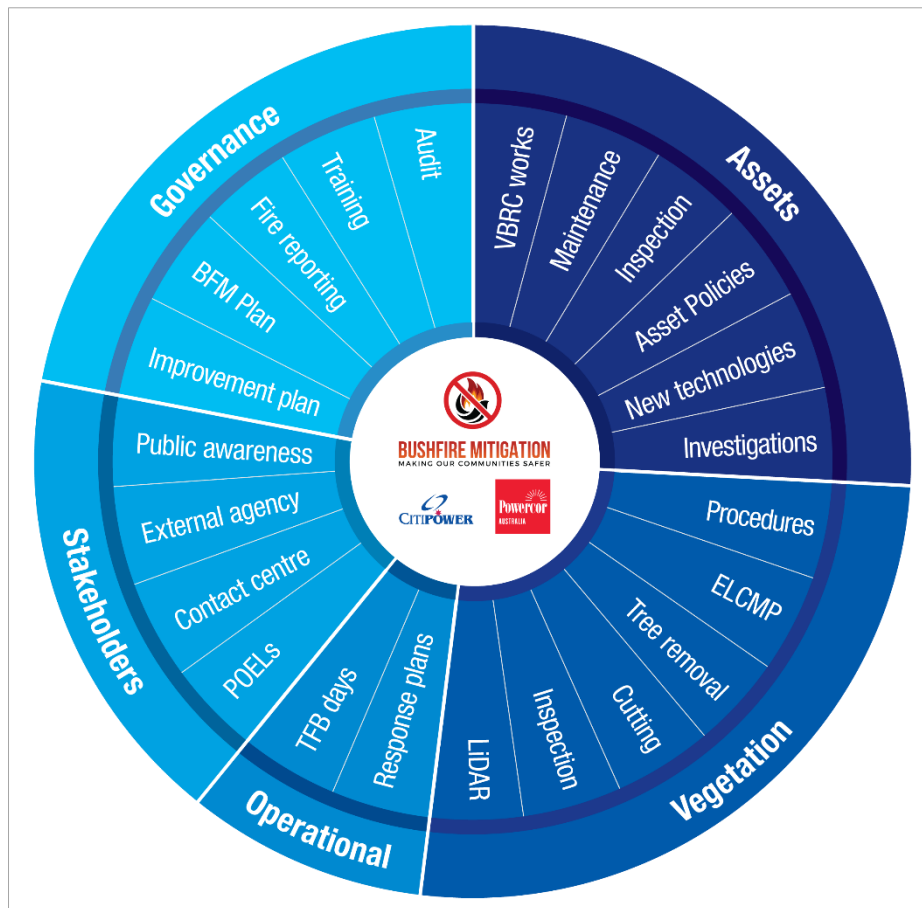 Governance
Improvement plan
BFM Plan
Fire reporting
Training
Audit
Assets
VBRC works
Maintenance
Inspection
Asset Policies
New technologies
Investigations
Vegetation
Procedures
ELCMP
Tree removal
Cutting
Inspection
LiDAR
Operational
Response plans
TFB days
Stakeholders
POELs
Contact centre
External agency
Public awareness
BUSHFIRE MITIGATION
MAKING OUR COMMUNITIES SAFER
CITIPOWER
Powercor
AUSTRALIA